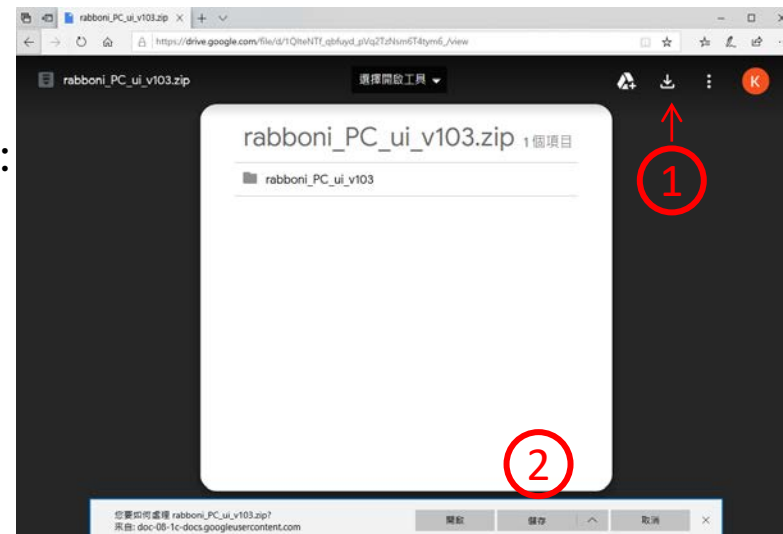 rabboni_PC_ui_v103.zip
https://drive.google.com/file/d/1QIteNTf_qbfuyd_pVq2TzNsm6T4tym6_/view
rabboni_PC_ui_v103.zip
選擇開啟工具
K
:
rabboni_PC_ui_v103.zip 1 個項目
rabboni_PC_ui_v103
1
2
您要如何處理 rabboni_PC_ui_v103.zip?
來自: doc-08-1c-docs.googleusercontent.com
開啟
儲存
取消